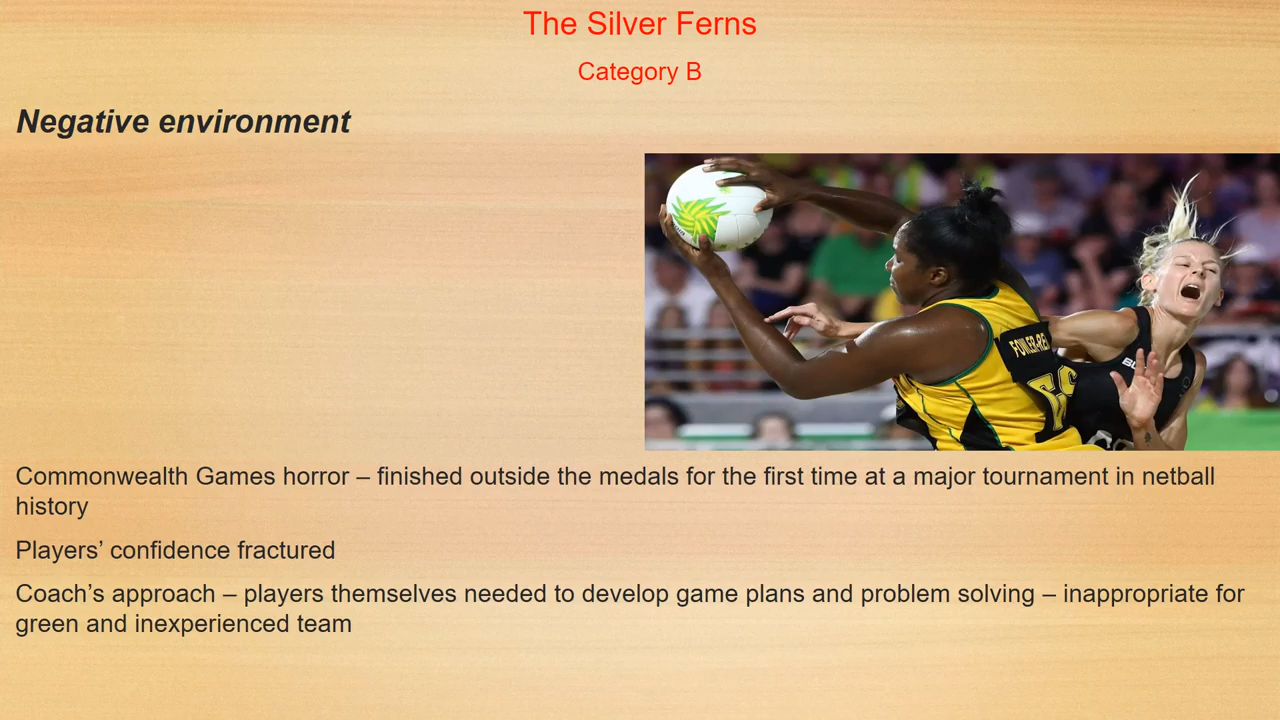 The Silver Ferns
Category B
Negative environment
GS
Commonwealth Games horror – finished outside the medals for the first time at a major tournament in netball
history
Players’ confidence fractured
Coach’s approach – players themselves needed to develop game plans and problem solving – inappropriate for
green and inexperienced team